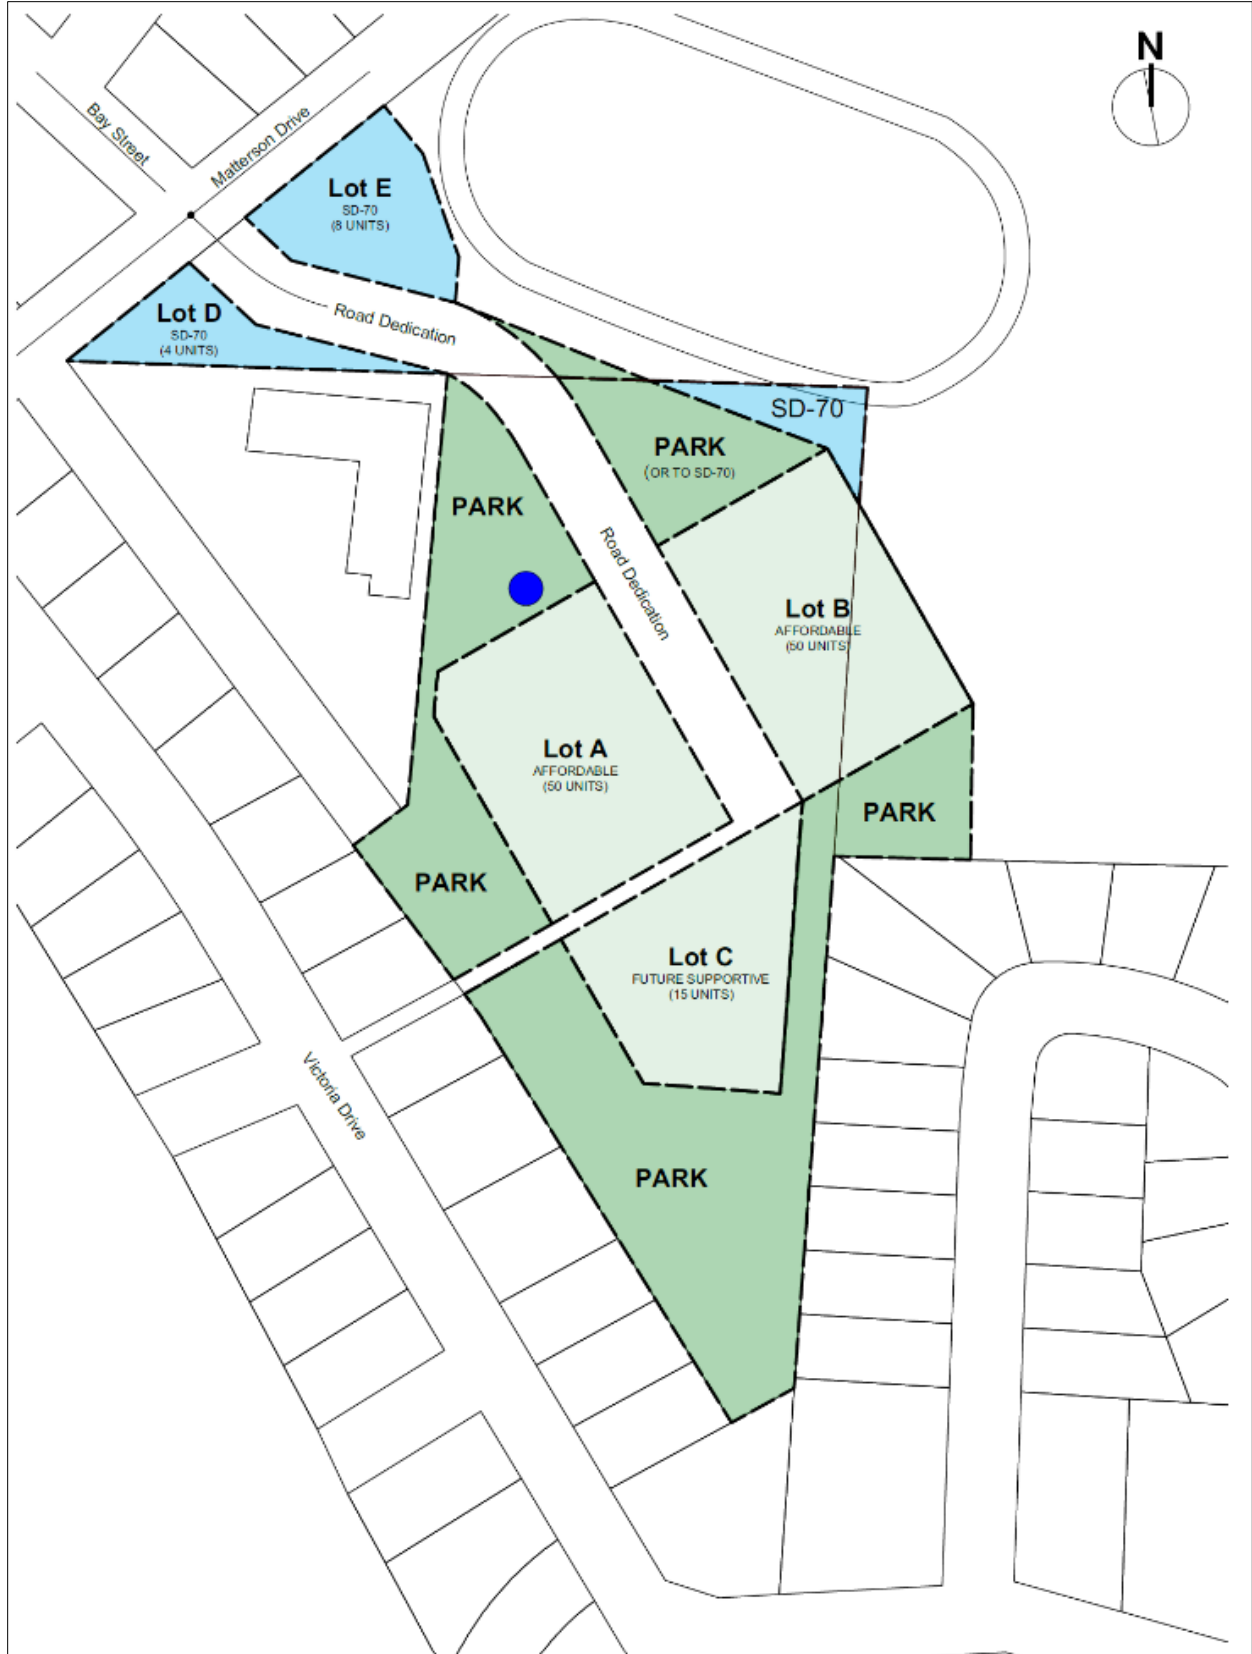 N
Bay Street
Matterson Drive
Lot E
SD-70
(8 UNITS)
Lot D
SD-70
(4 UNITS)
Road Dedication
SD-70
PARK
(OR TO SD-70)
PARK
Road Dedication
Lot B
AFFORDABLE
(50 UNITS)
Lot A
AFFORDABLE
(50 UNITS)
PARK
PARK
Lot C
FUTURE SUPPORTIVE
(15 UNITS)
Victoria Drive
PARK